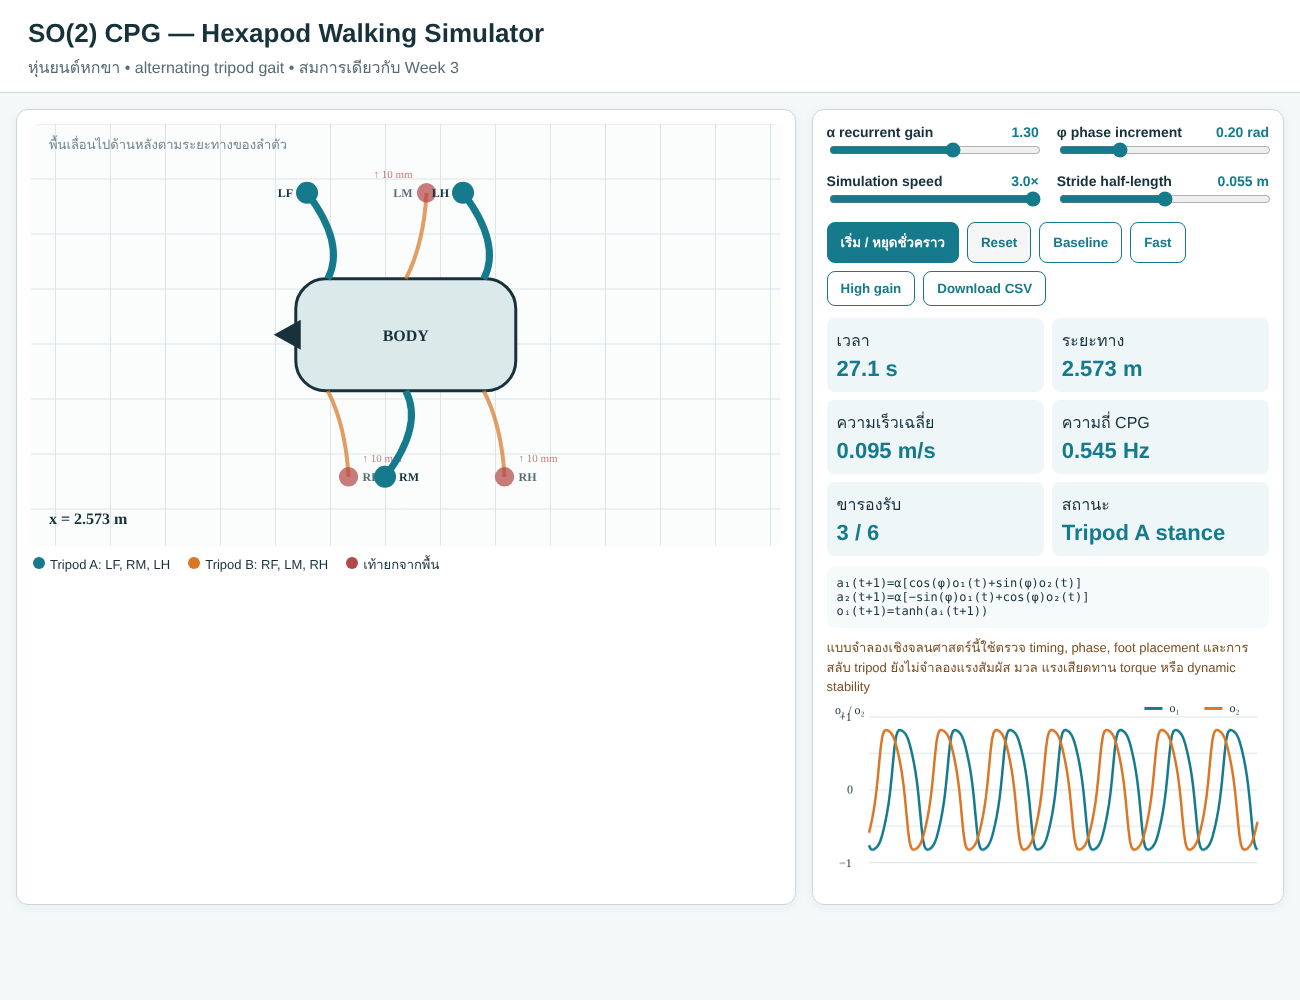 SO(2) CPG — Hexapod Walking Simulator
หุ่นยนต์หกขา • alternating tripod gait • สมการเดียวกับ Week 3
พื้นเลื่อนไปด้านหลังตามระยะทางของลำตัว
↑ 10 mm
LF
LM
LH
BODY
↑ 10 mm
↑ 10 mm
RM
RH
x = 2.573 m
Tripod A: LF, RM, LH
Tripod B: RF, LM, RH
เท้ายกจากพื้น
α recurrent gain 1.30
φ phase increment 0.20 rad
Simulation speed 3.0×
Stride half-length 0.055 m
เริ่ม / หยุดชั่วคราว
Reset
Baseline
Fast
High gain
Download CSV
เวลา
27.1 s
ระยะทาง
2.573 m
ความเร็วเฉลี่ย
0.095 m/s
ความถี่ CPG
0.545 Hz
ขารองรับ
3 / 6
สถานะ
Tripod A stance
a₁(t+1)=α[cos(φ)o₁(t)+sin(φ)o₂(t)]
a₂(t+1)=α[−sin(φ)o₁(t)+cos(φ)o₂(t)]
oᵢ(t+1)=tanh(aᵢ(t+1))
แบบจำลองเชิงจลนศาสตร์นี้ใช้ตรวจ timing, phase, foot placement และการ
สลับ tripod ยังไม่จำลองแรงสัมผัส มวล แรงเสียดทาน torque หรือ dynamic
stability
o₁ / o₂
+1
o₁
o₂
0
−1